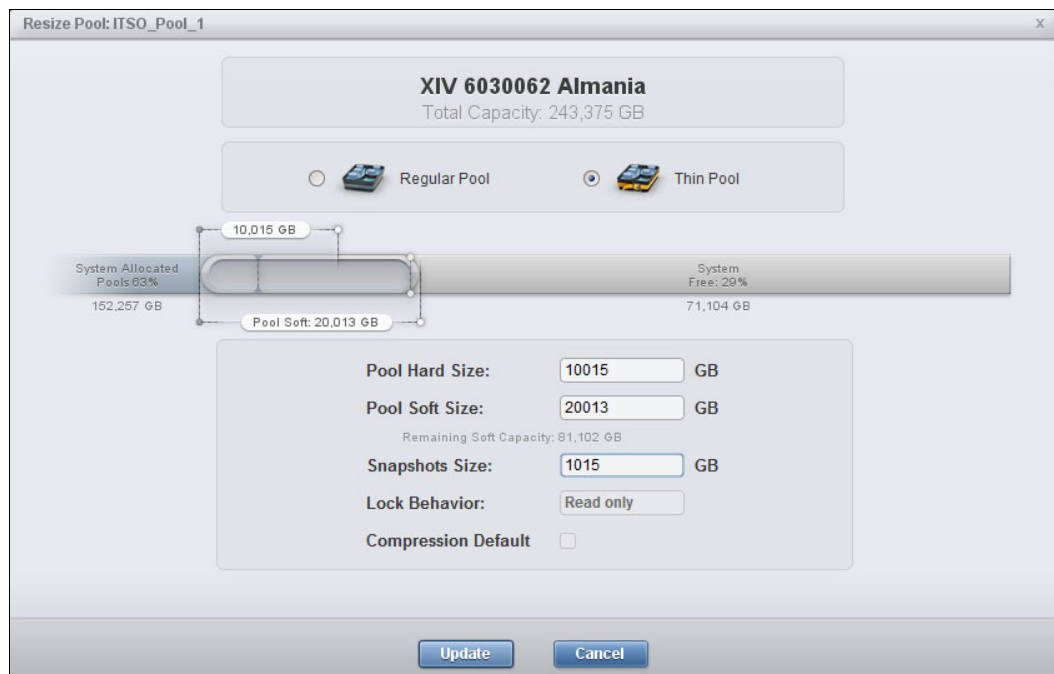 Resize Pool: ITSO_Pool_1
x
XIV 6030062 Almania
Total Capacity: 243,375 GB
Regular Pool
Thin Pool
10,015 GB
System Allocated
Pools 63%
System
Free: 29%
152,257 GB
71,104 GB
Pool Soft: 20,013 GB
Pool Hard Size: 10015 GB
Pool Soft Size: 20013 GB
Remaining Soft Capacity: 81,102 GB
Snapshots Size: 1015 GB
Lock Behavior: Read only
Compression Default
Update
Cancel